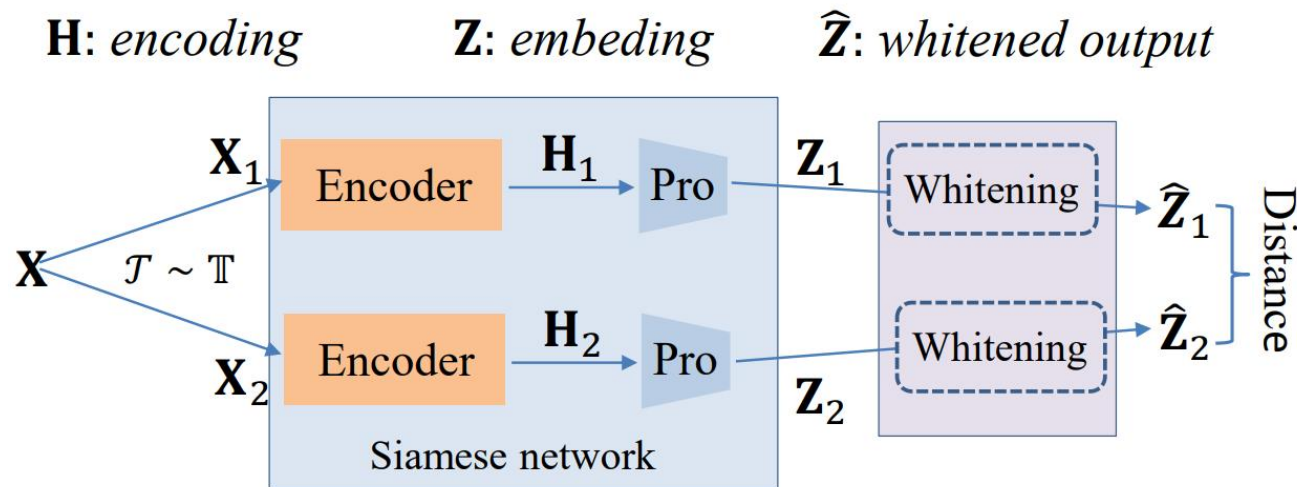 H: encoding Z: embeding Ẑ: whitened output
X₁ Encoder H₁ Pro Z₁ Whitening Ẑ₁
X 𝒯 ~ 𝕋 Distance
X₂ Encoder H₂ Pro Z₂ Whitening Ẑ₂
Siamese network